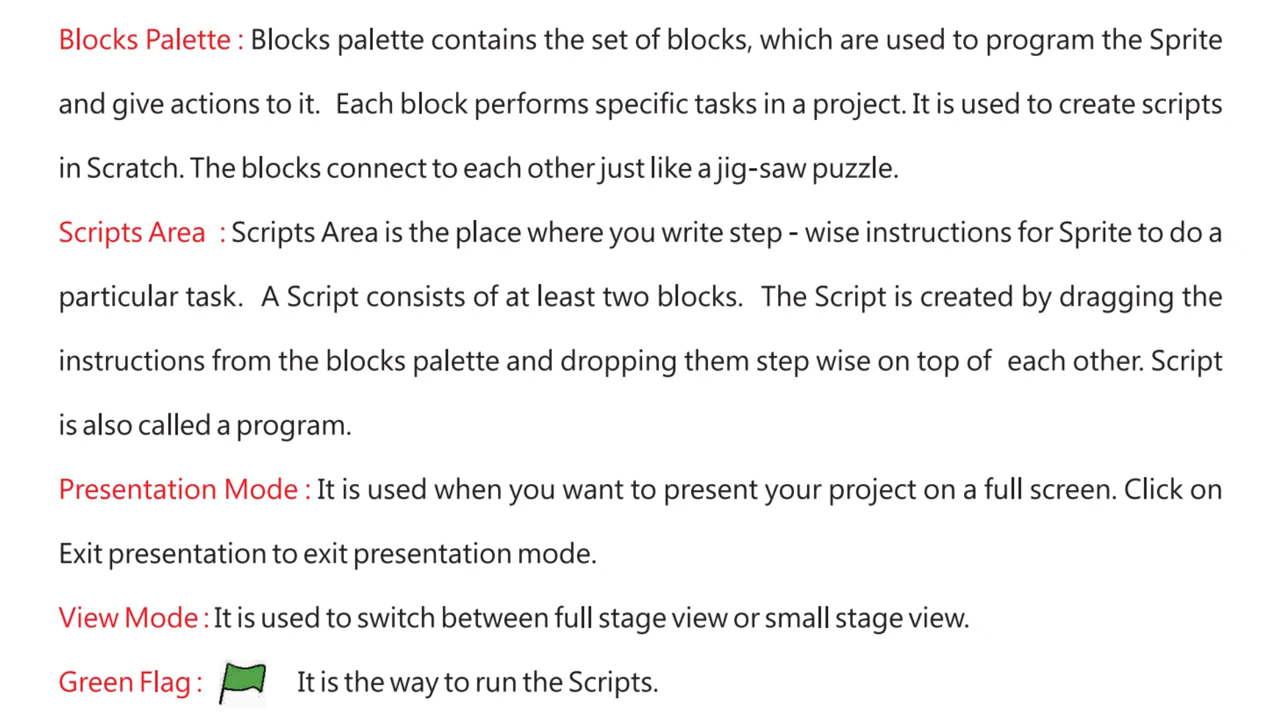 Blocks Palette : Blocks palette contains the set of blocks, which are used to program the Sprite
and give actions to it. Each block performs specific tasks in a project. It is used to create scripts
in Scratch. The blocks connect to each other just like a jig-saw puzzle.
Scripts Area : Scripts Area is the place where you write step - wise instructions for Sprite to do a
particular task. A Script consists of at least two blocks. The Script is created by dragging the
instructions from the blocks palette and dropping them step wise on top of each other. Script
is also called a program.
Presentation Mode : It is used when you want to present your project on a full screen. Click on
Exit presentation to exit presentation mode.
View Mode : It is used to switch between full stage view or small stage view.
Green Flag : It is the way to run the Scripts.